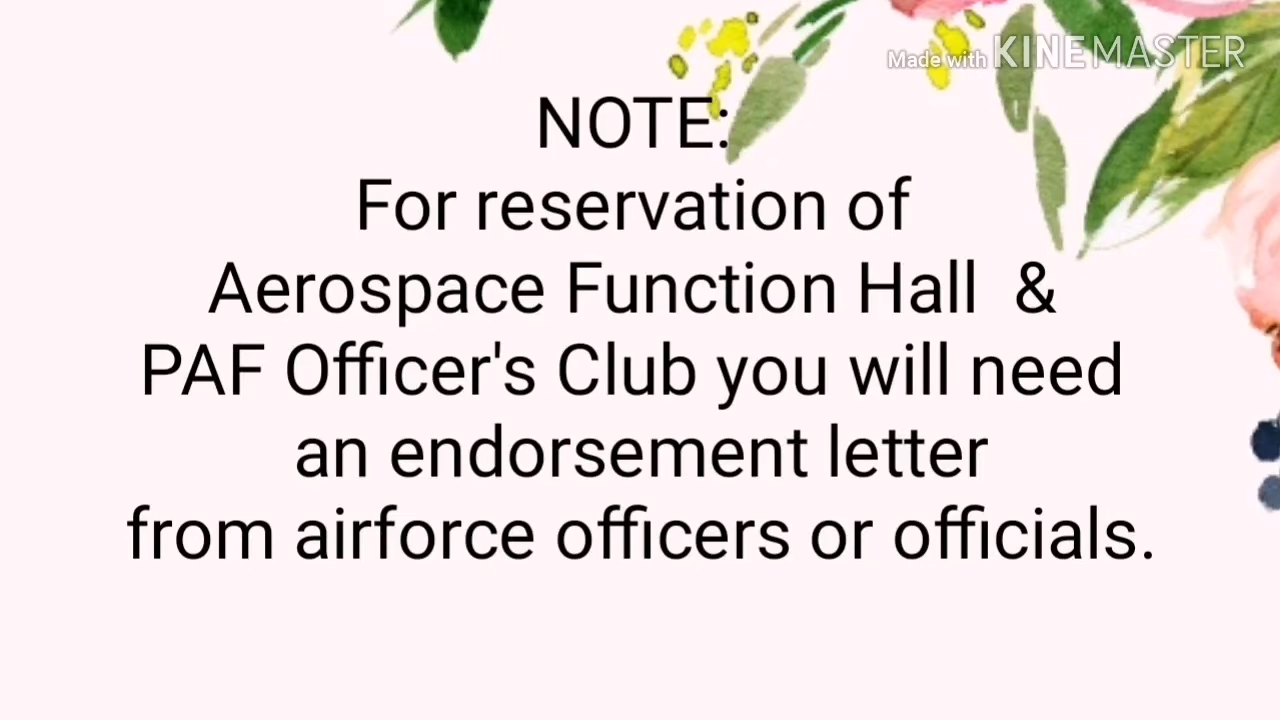 Made with KINEMASTER
NOTE:
For reservation of
Aerospace Function Hall &
PAF Officer's Club you will need
an endorsement letter
from airforce officers or officials.